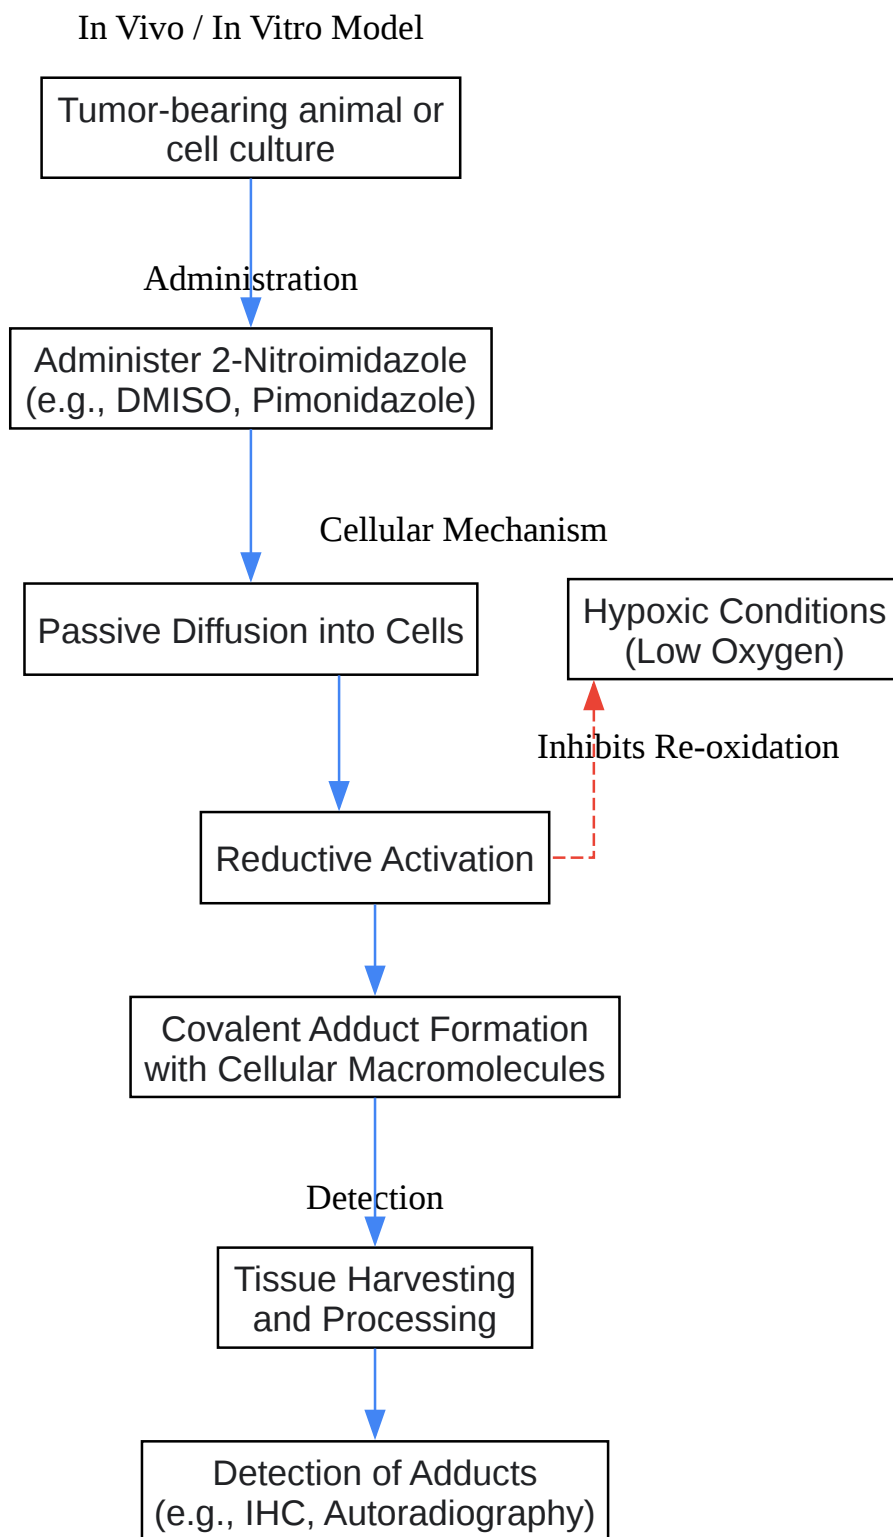 In Vivo / In Vitro Model
Tumor-bearing animal or
cell culture
Administration
Administer 2-Nitroimidazole
(e.g., DMISO, Pimonidazole)
Cellular Mechanism
Passive Diffusion into Cells
Hypoxic Conditions
(Low Oxygen)
Inhibits Re-oxidation
Reductive Activation
Covalent Adduct Formation
with Cellular Macromolecules
Detection
Tissue Harvesting
and Processing
Detection of Adducts
(e.g., IHC, Autoradiography)